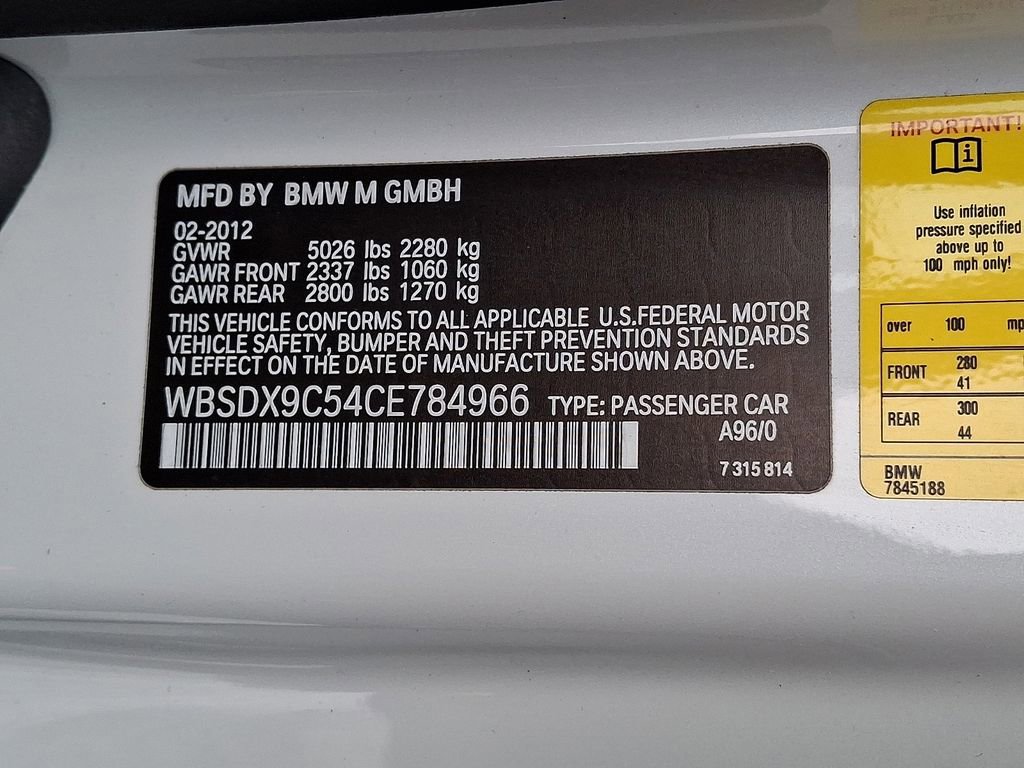 MFD BY BMW M GMBH
02-2012
GVWR 5026 lbs 2280 kg
GAWR FRONT 2337 lbs 1060 kg
GAWR REAR 2800 lbs 1270 kg
THIS VEHICLE CONFORMS TO ALL APPLICABLE U.S.FEDERAL MOTOR
VEHICLE SAFETY, BUMPER AND THEFT PREVENTION STANDARDS
IN EFFECT ON THE DATE OF MANUFACTURE SHOWN ABOVE.
WBSDX9C54CE784966 TYPE: PASSENGER CAR
A96/0
7 315 814
IMPORTANT!
i
Use inflation
pressure specified
above up to
100 mph only!
over 100 mp
FRONT 280
41
REAR 300
44
BMW
7845188